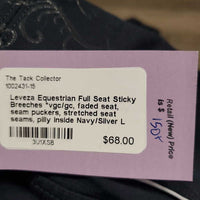 The Tack Collector
1002431-15
Leveza Equestrian Full Seat Sticky
Breeches *vgc/gc, faded seat,
seam puckers, stretched seat
seams, pilly inside Navy/Silver L
3U1XSB
$68.00
Retail (New) Price
is $